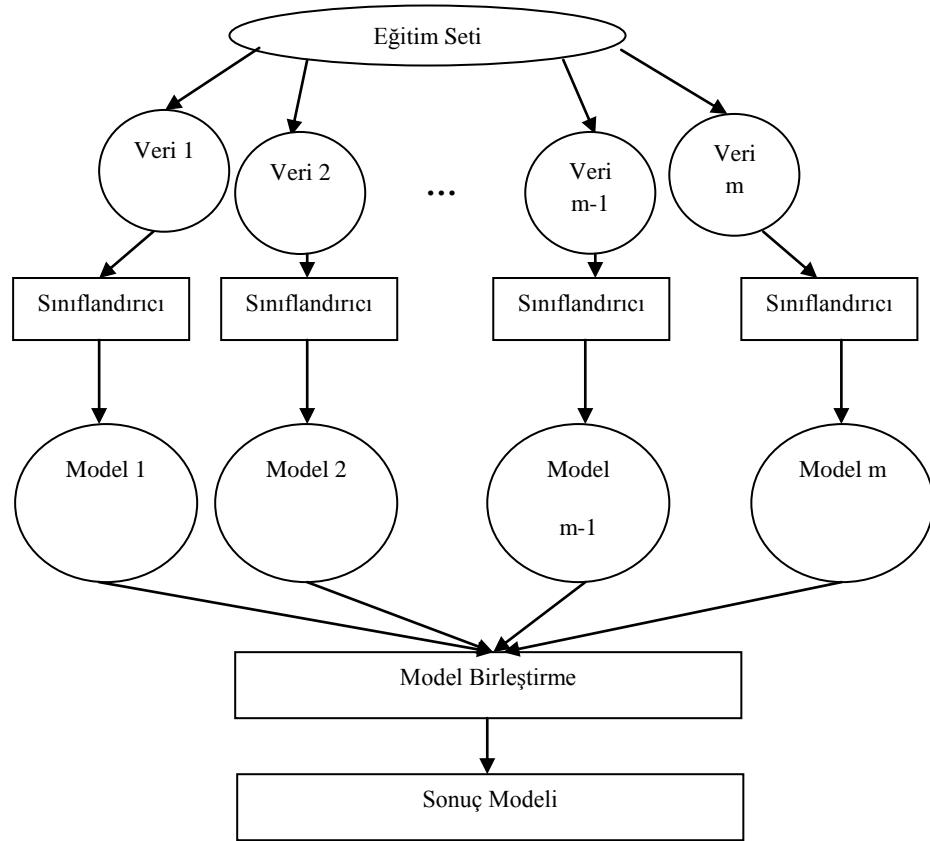 Eğitim Seti
Veri 1
Veri 2
...
Veri
m-1
Veri
m
Sınıflandırıcı
Sınıflandırıcı
Sınıflandırıcı
Sınıflandırıcı
Model 1
Model 2
Model
m-1
Model m
Model Birleştirme
Sonuç Modeli